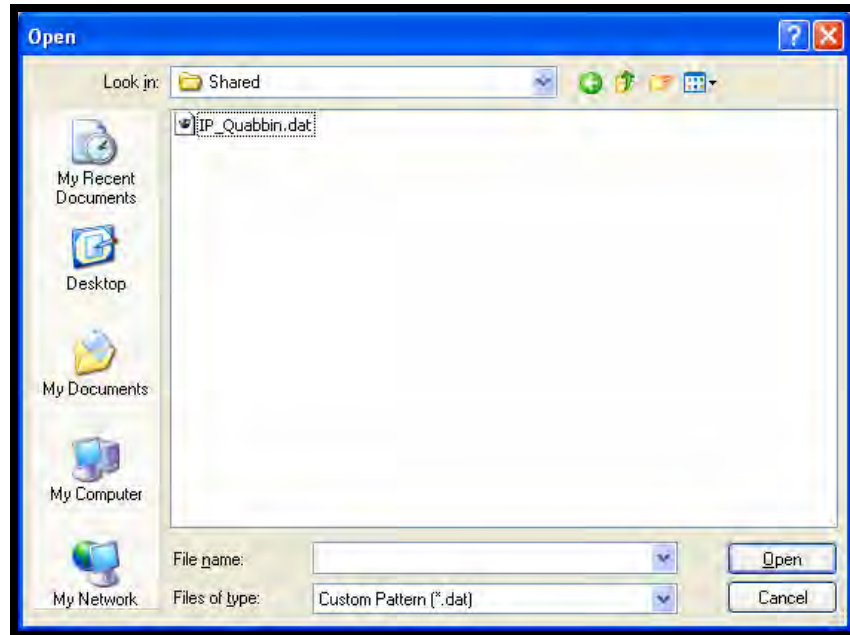 Open
Look in:
Shared
IP_Quabbin.dat
My Recent
Documents
Desktop
My Documents
My Computer
My Network
File name:
Open
Files of type:
Custom Pattern (*.dat)
Cancel